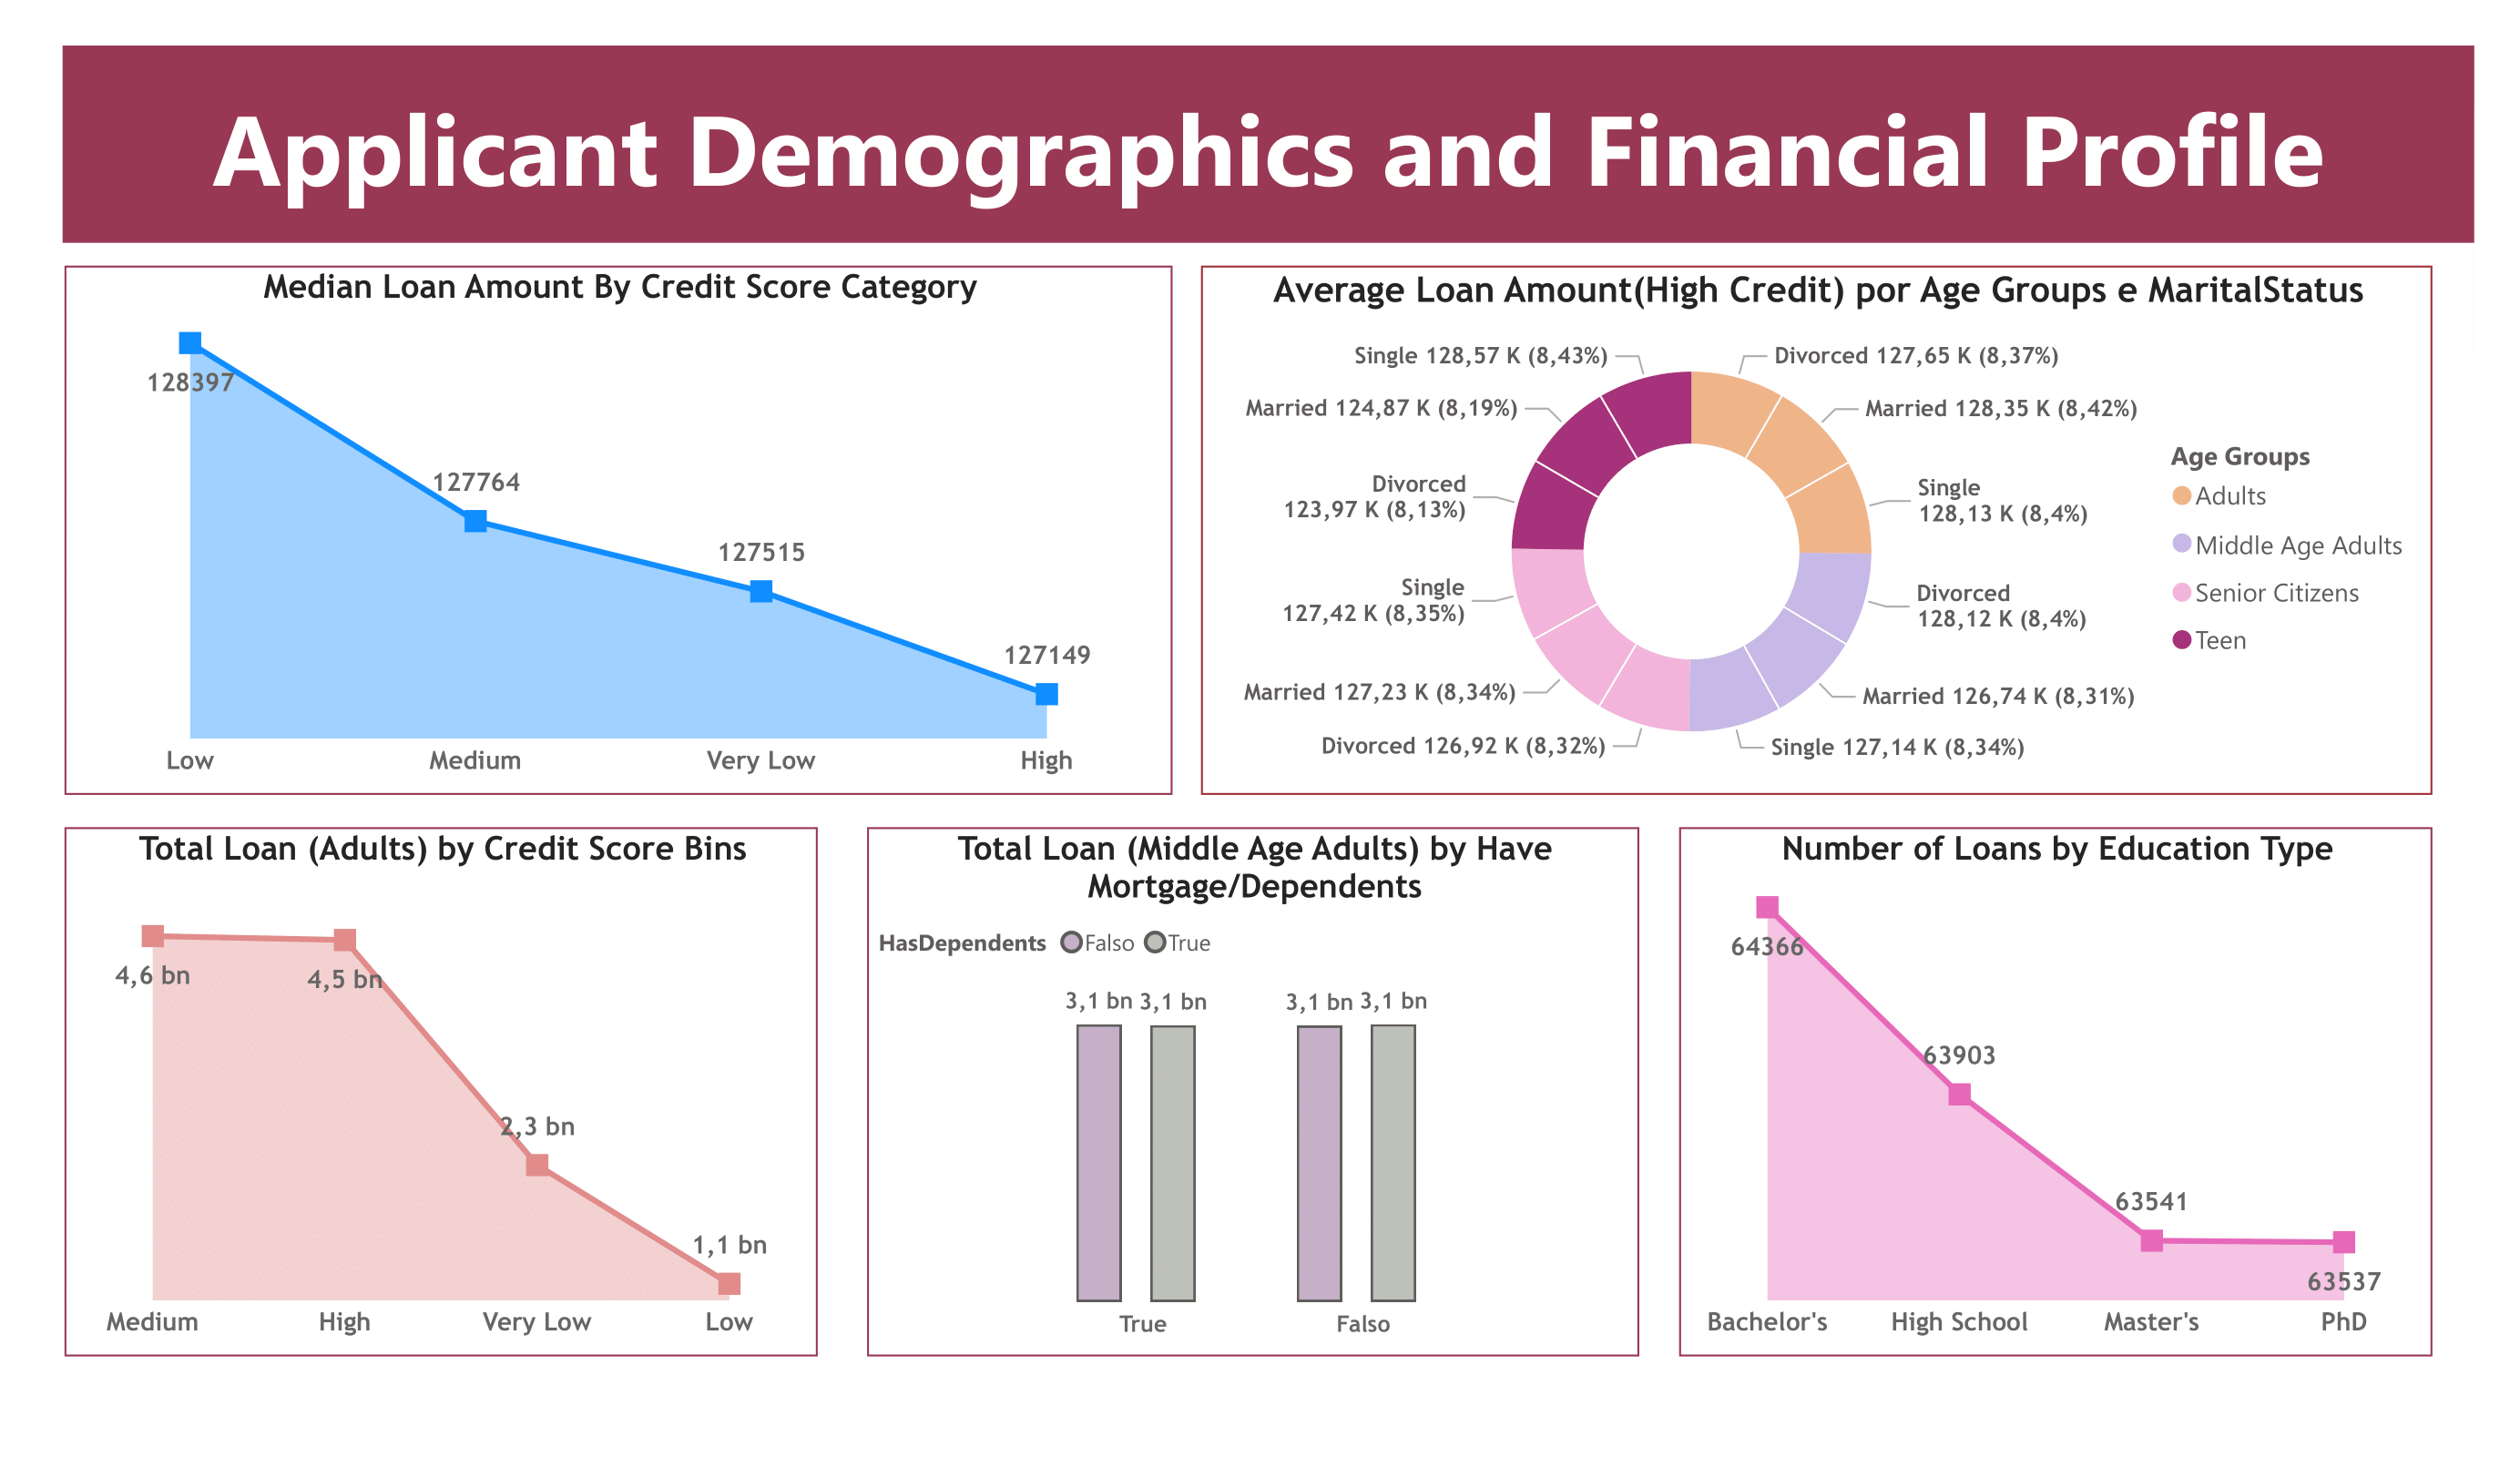 Applicant Demographics and Financial Profile
Median Loan Amount By Credit Score Category
128397
127764
127515
127149
Low
Medium
Very Low
High
Average Loan Amount(High Credit) por Age Groups e MaritalStatus
Single 128,57 K (8,43%)
Divorced 127,65 K (8,37%)
Married 124,87 K (8,19%)
Married 128,35 K (8,42%)
Divorced
123,97 K (8,13%)
Single
128,13 K (8,4%)
Single
127,42 K (8,35%)
Divorced
128,12 K (8,4%)
Married 127,23 K (8,34%)
Married 126,74 K (8,31%)
Divorced 126,92 K (8,32%)
Single 127,14 K (8,34%)
Age Groups
Adults
Middle Age Adults
Senior Citizens
Teen
Total Loan (Adults) by Credit Score Bins
4,6 bn
4,5 bn
2,3 bn
1,1 bn
Medium
High
Very Low
Low
Total Loan (Middle Age Adults) by Have
Mortgage/Dependents
HasDependents Falso True
3,1 bn 3,1 bn 3,1 bn 3,1 bn
True
Falso
Number of Loans by Education Type
64366
63903
63541
63537
Bachelor's
High School
Master's
PhD